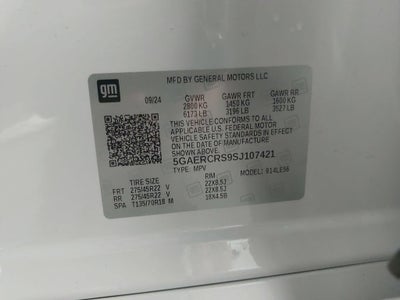 gm
MFD BY GENERAL MOTORS LLC
09/24 GVWR GAWR FRT GAWR RR
2800 KG 1450 KG 1600 KG
6173 LB 3196 LB 3527 LB
THIS VEHICLE CONFORMS TO ALL APPLICABLE
U.S. FEDERAL MOTOR
VEHICLE SAFETY STANDARDS IN EFFECT
ON THE DATE OF MANUFACTURE SHOWN ABOVE.
5GAERCRS9SJ107421
TYPE: MPV MODEL: R14LE56
TIRE SIZE RIM
FRT 275/45R22 V 22X8.5J
RR 275/45R22 V 22X8.5J
SPA T135/70R18 M 18X4.5B